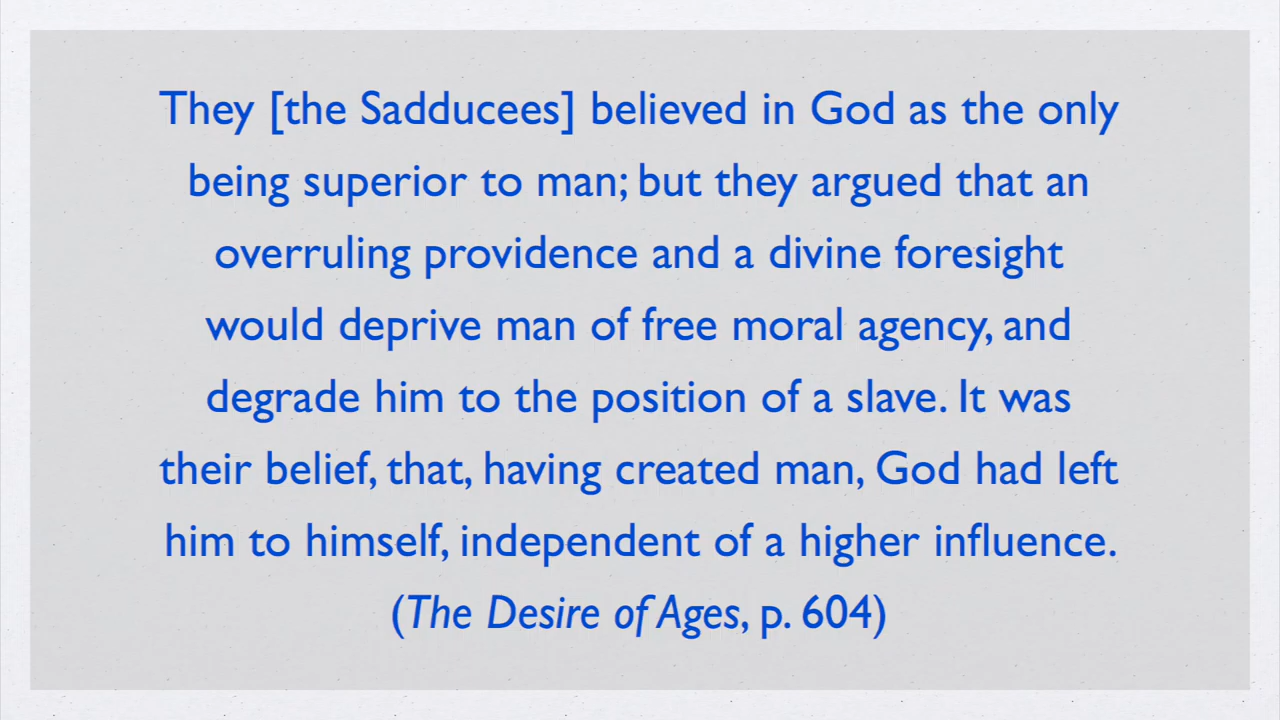 They [the Sadducees] believed in God as the only
being superior to man; but they argued that an
overruling providence and a divine foresight
would deprive man of free moral agency, and
degrade him to the position of a slave. It was
their belief, that, having created man, God had left
him to himself, independent of a higher influence.
(The Desire of Ages, p. 604)